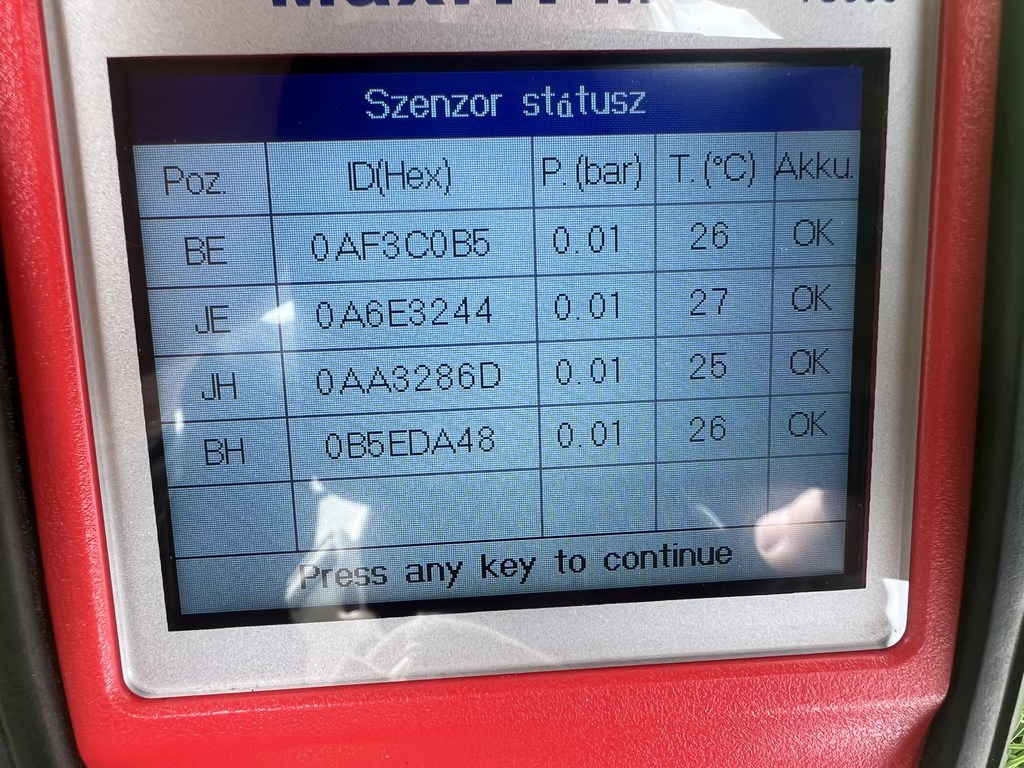 Szenzor státusz
Poz. ID(Hex) P.(bar) T.(°C) Akku.
BE 0AF3C0B5 0.01 26 OK
JE 0A6E3244 0.01 27 OK
JH 0AA3286D 0.01 25 OK
BH 0B5EDA48 0.01 26 OK
Press any key to continue